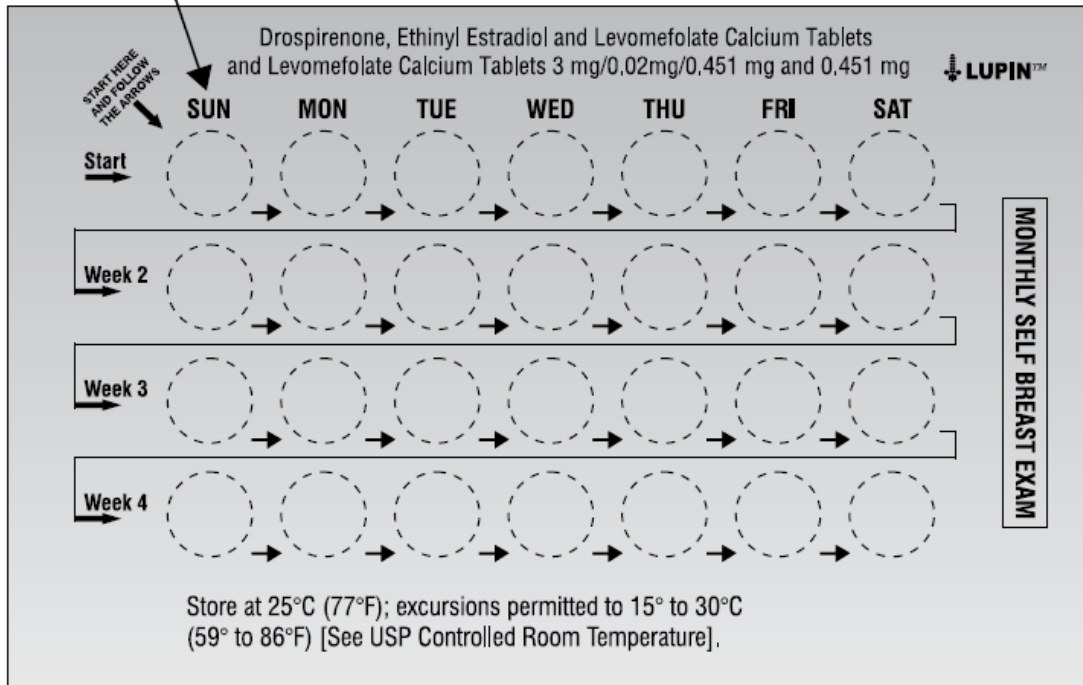 Drospirenone, Ethinyl Estradiol and Levomefolate Calcium Tablets
and Levomefolate Calcium Tablets 3 mg/0.02mg/0.451 mg and 0.451 mg
LUPIN™
START HERE
AND FOLLOW
THE ARROWS
SUN MON TUE WED THU FRI SAT
Start
Week 2
Week 3
Week 4
MONTHLY SELF BREAST EXAM
Store at 25°C (77°F); excursions permitted to 15° to 30°C
(59° to 86°F) [See USP Controlled Room Temperature].